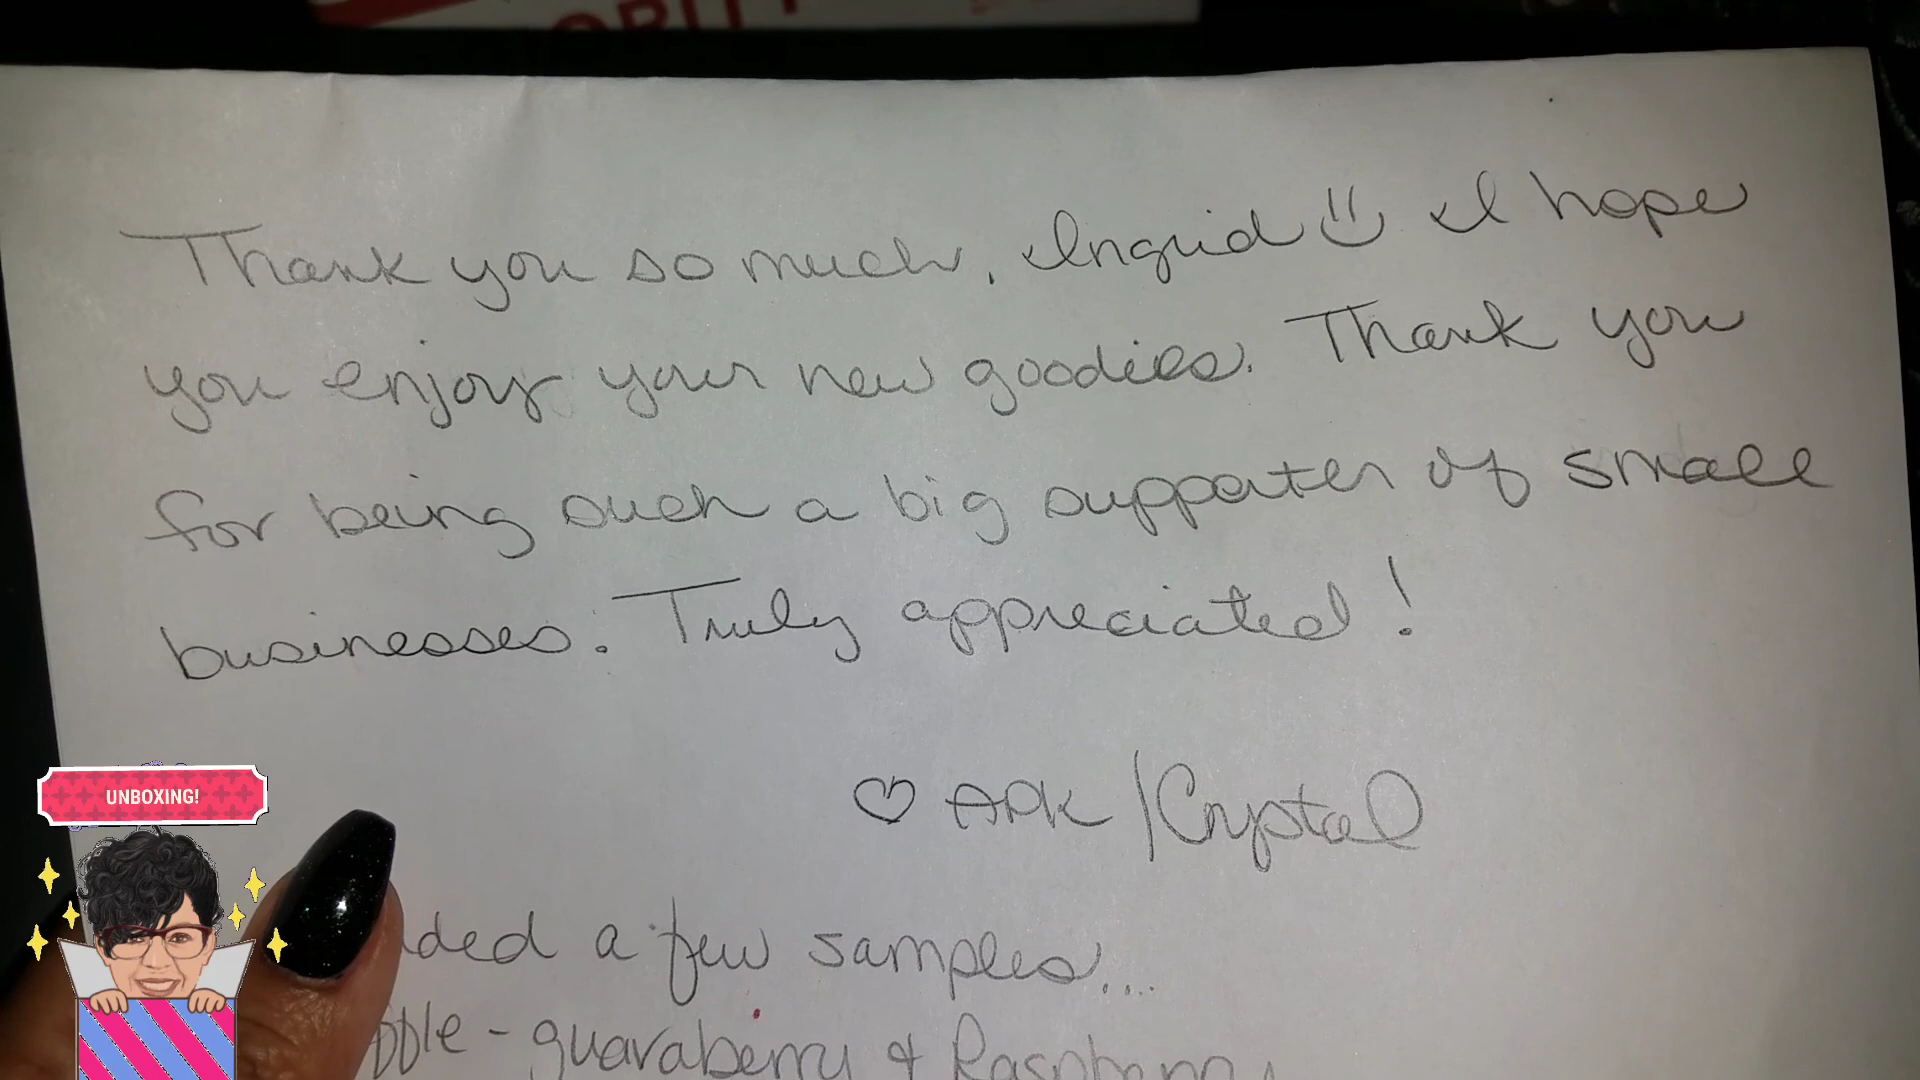 Thank you so much, Ingrid I hope
you enjoy your new goodies. Thank you
for being such a big supporter of small
businesses. Truly appreciated!
♡ APK / Crystal
UNBOXING!
a few samples...
- guavaberry & Raspberry